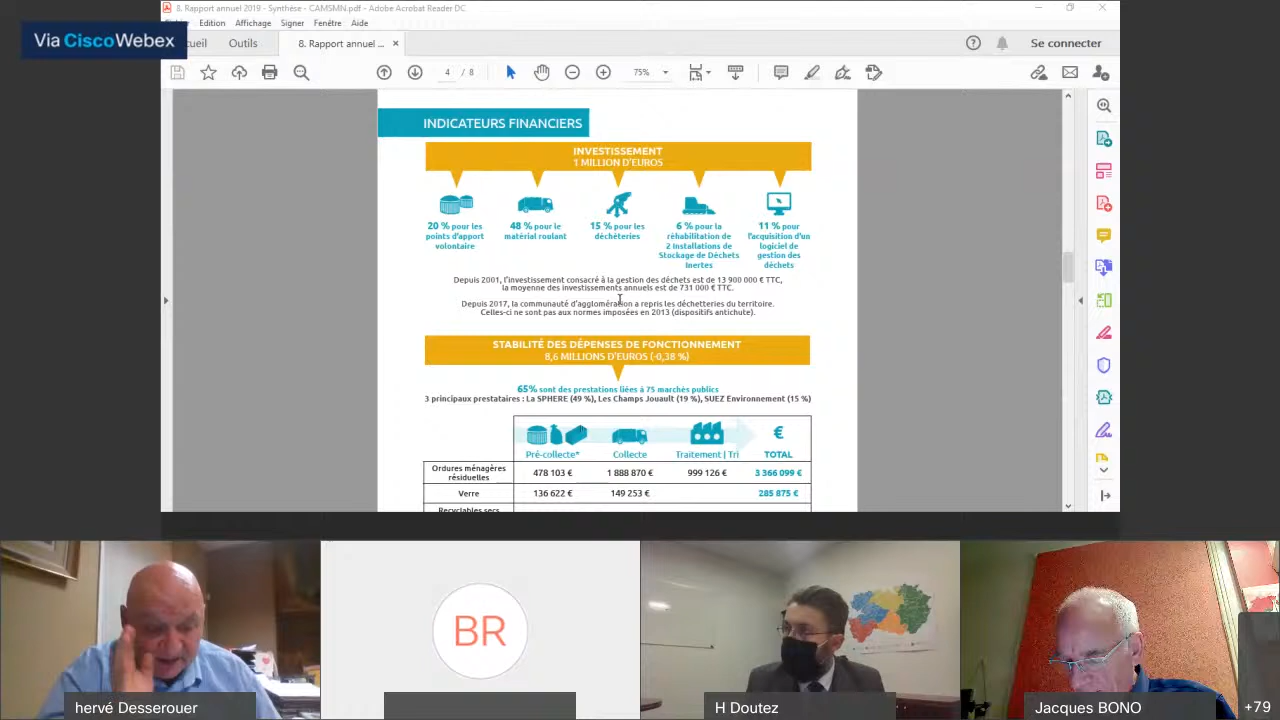 8. Rapport annuel 2019 - Synthèse - CAMSMN.pdf - Adobe Acrobat Reader DC
Edition Affichage Signer Fenêtre Aide
Via CiscoWebex
Outils
8. Rapport annuel ... ×
Se connecter
4 / 8
75%
INDICATEURS FINANCIERS
INVESTISSEMENT
1 MILLION D'EUROS
20 % pour les
points d'apport
volontaire
48 % pour le
matérial roulant
15 % pour les
déchèteries
6 % pour la
réhabilitation de
2 Installations de
Stockage de Déchets
Inertes
11 % pour
l'acquisition d'un
logiciel de
gestion des
déchets
Depuis 2001, l'investissement consacré à la gestion des déchets est de 13 900 000 € TTC,
la moyenne des investissements annuels est de 731 000 € TTC.
Depuis 2017, la communauté d'agglomération a repris les déchetteries du territoire.
Celles-ci ne sont pas aux normes imposées en 2013 (dispositifs antichute).
STABILITÉ DES DÉPENSES DE FONCTIONNEMENT
8,6 MILLIONS D'EUROS (-0,38 %)
65% sont des prestations liées à 75 marchés publics
3 principaux prestataires : La SPHERE (49 %), Les Champs Jouault (19 %), SUEZ Environnement (15 %)
€
Pré-collecte* Collecte Traitement | Tri TOTAL
Ordures ménagères
résiduelles
478 103 € 1 888 870 € 999 126 € 3 366 099 €
Verre 136 622 € 149 253 € 285 875 €
Recyclables secs
BR
hervé Desserouer
H Doutez
Jacques BONO
+79